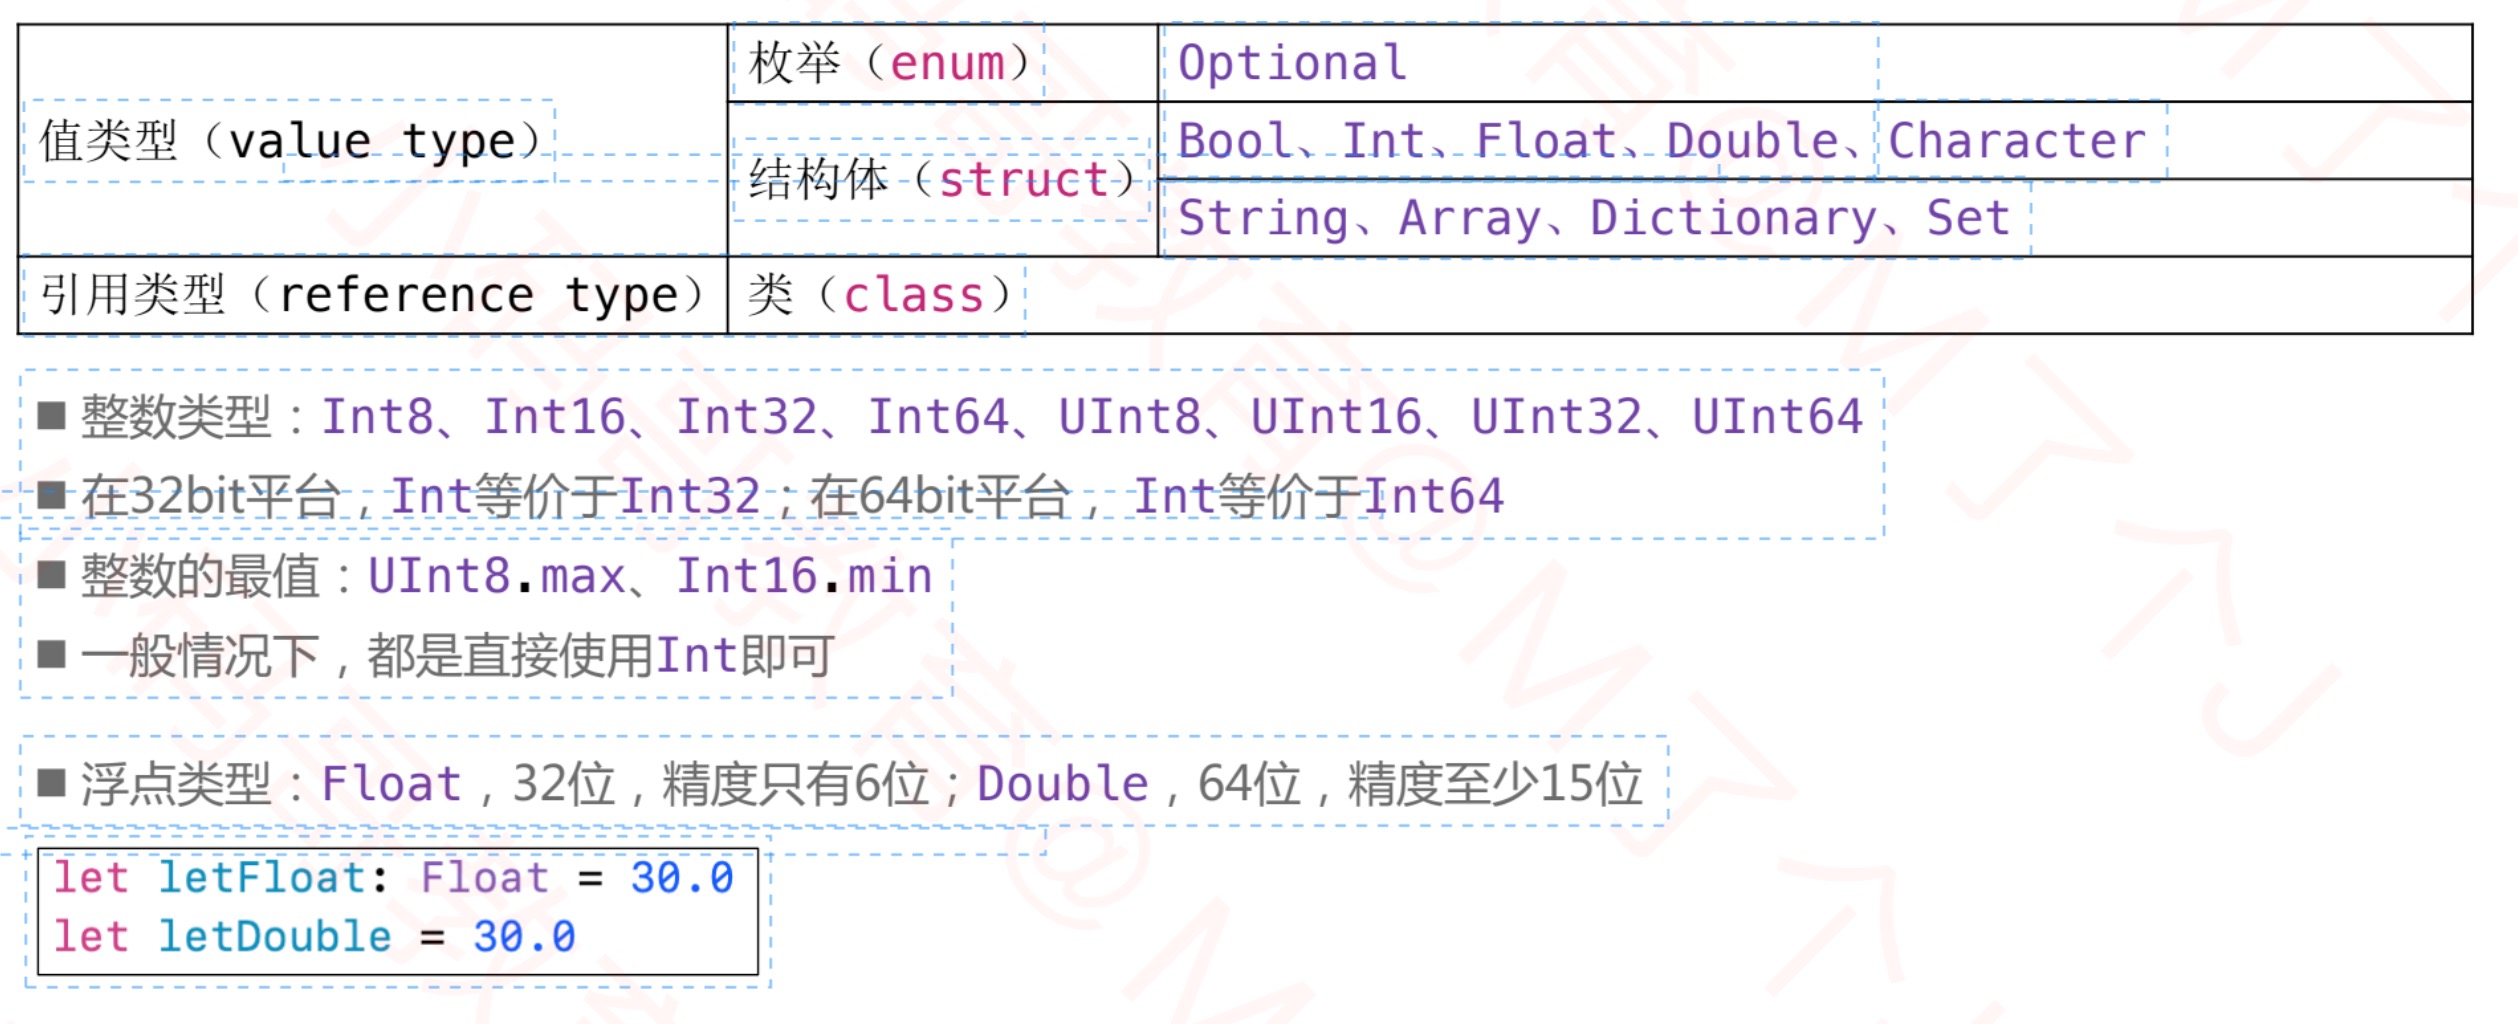 枚举（enum） Optional
值类型（value type） 结构体（struct） Bool、Int、Float、Double、Character
String、Array、Dictionary、Set
引用类型（reference type） 类（class）
■ 整数类型：Int8、Int16、Int32、Int64、UInt8、UInt16、UInt32、UInt64
■ 在32bit平台，Int等价于Int32；在64bit平台，Int等价于Int64
■ 整数的最值：UInt8.max、Int16.min
■ 一般情况下，都是直接使用Int即可
■ 浮点类型：Float，32位，精度只有6位；Double，64位，精度至少15位
let letFloat: Float = 30.0
let letDouble = 30.0